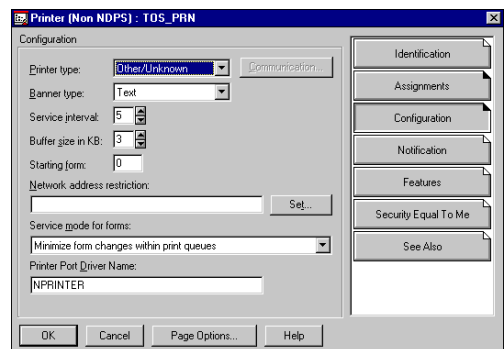 Printer (Non NDPS) : TOS_PRN
Configuration
Printer type: Other/Unknown Communication...
Banner type: Text
Service interval: 5
Buffer size in KB: 3
Starting form: 0
Network address restriction:
Set...
Service mode for forms:
Minimize form changes within print queues
Printer Port Driver Name:
NPRINTER
Identification
Assignments
Configuration
Notification
Features
Security Equal To Me
See Also
OK Cancel Page Options... Help